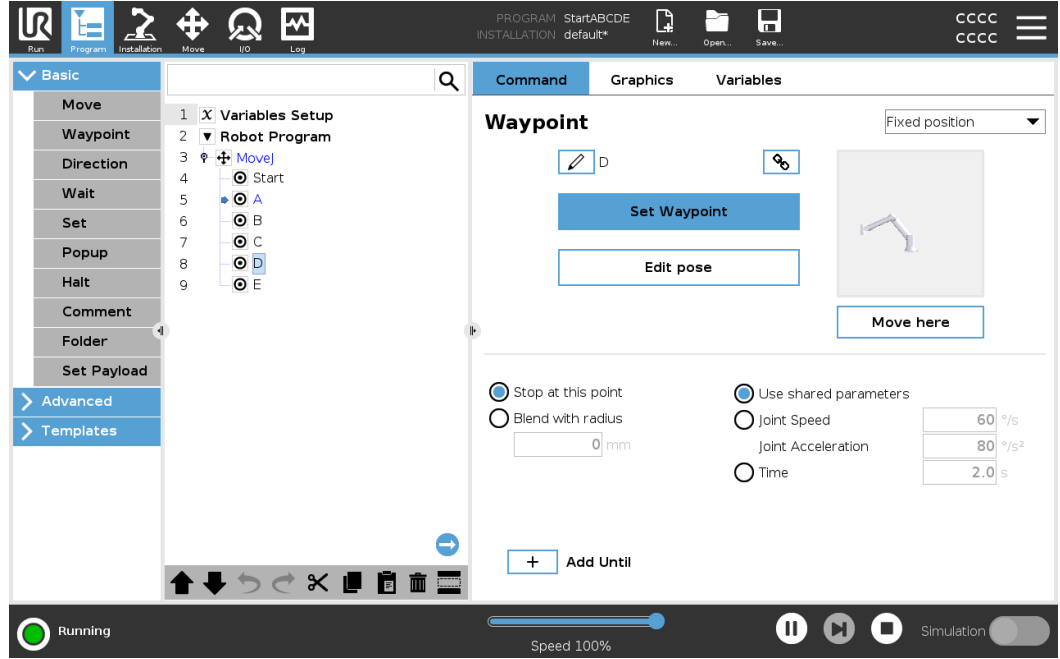 UR
Run
Program
Installation
Move
I/O
Log
PROGRAM StartABCDE
INSTALLATION default*
New...
Open...
Save...
CCCC
CCCC
Basic
Move
Waypoint
Direction
Wait
Set
Popup
Halt
Comment
Folder
Set Payload
Advanced
Templates
1 X Variables Setup
2 Robot Program
3 MoveJ
4 Start
5 A
6 B
7 C
8 D
9 E
Command Graphics Variables
Waypoint
Fixed position
D
Set Waypoint
Edit pose
Move here
Stop at this point
Blend with radius
0 mm
Use shared parameters
Joint Speed 60 °/s
Joint Acceleration 80 °/s²
Time 2.0 s
+ Add Until
Running
Speed 100%
Simulation